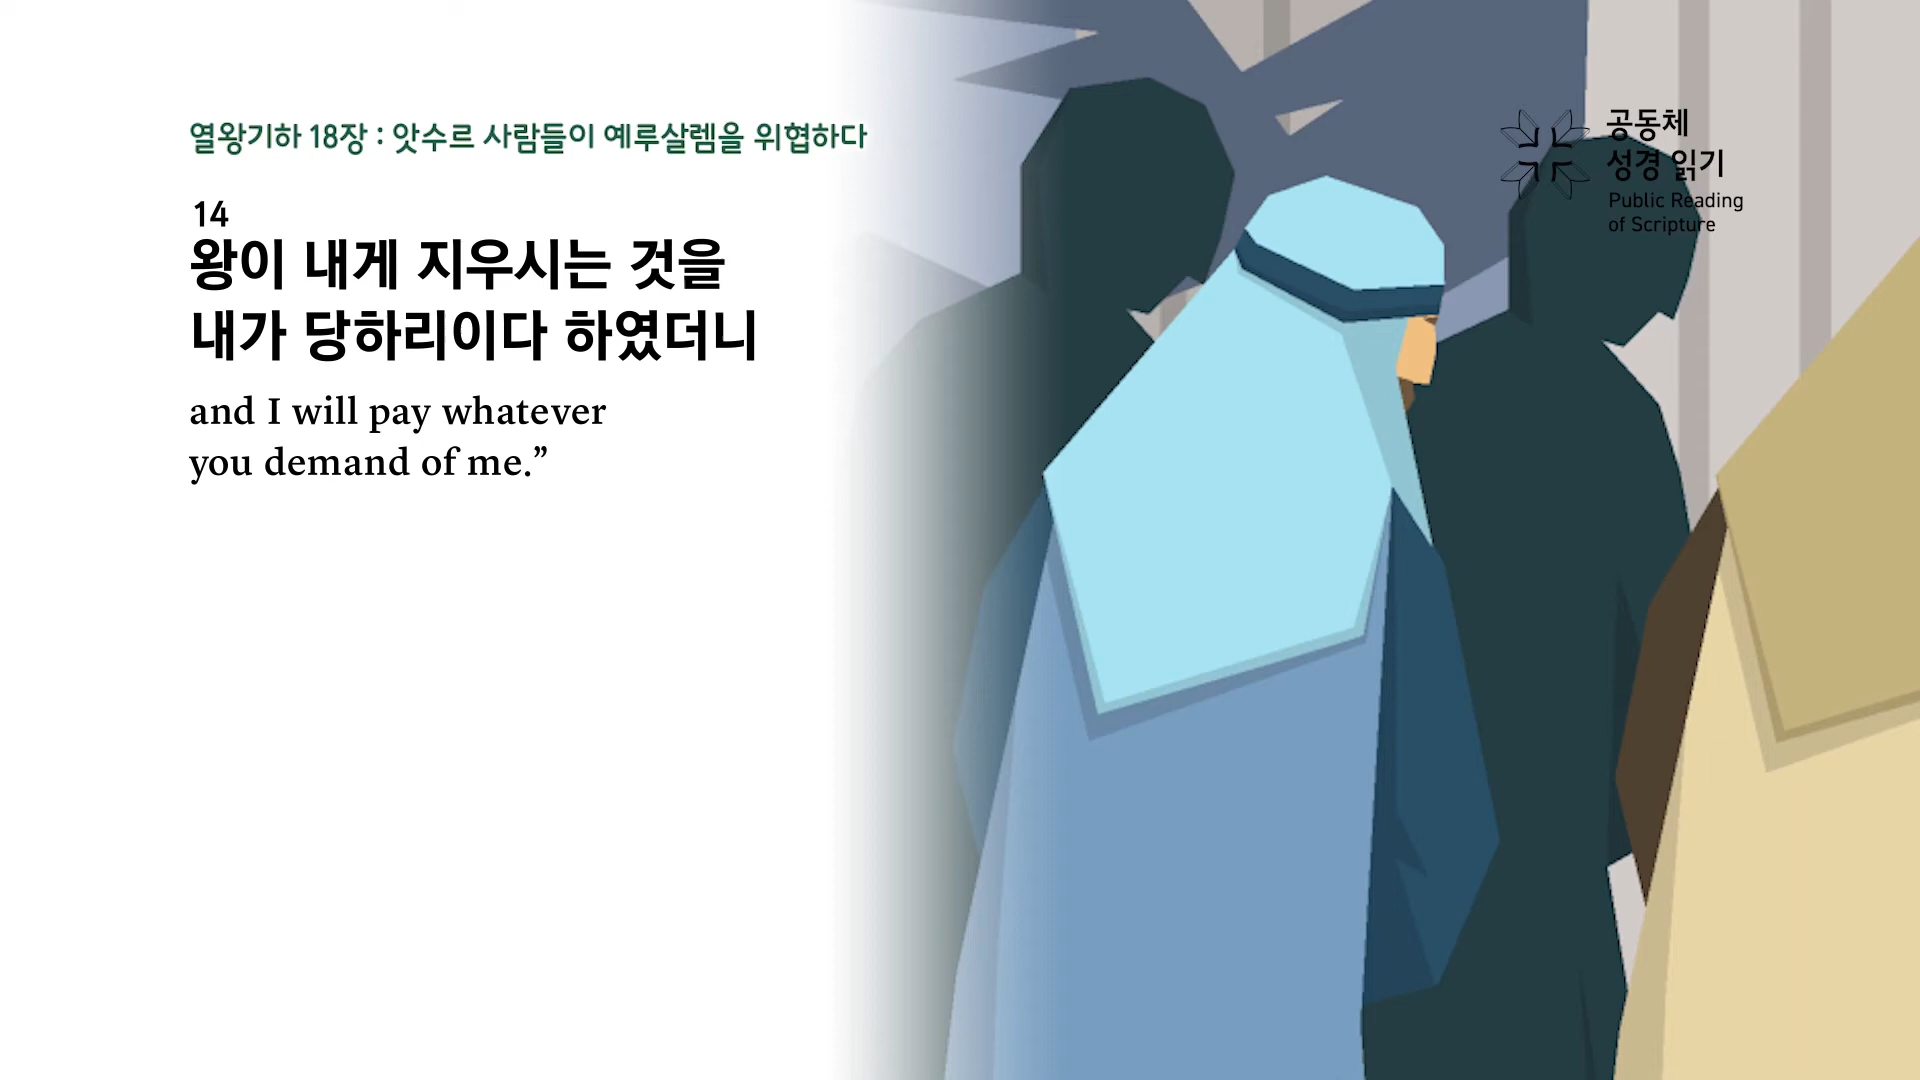 열왕기하 18장 : 앗수르 사람들이 예루살렘을 위협하다
14
왕이 내게 지우시는 것을
내가 당하리이다 하였더니
and I will pay whatever
you demand of me.”
공동체
성경 읽기
Public Reading
of Scripture